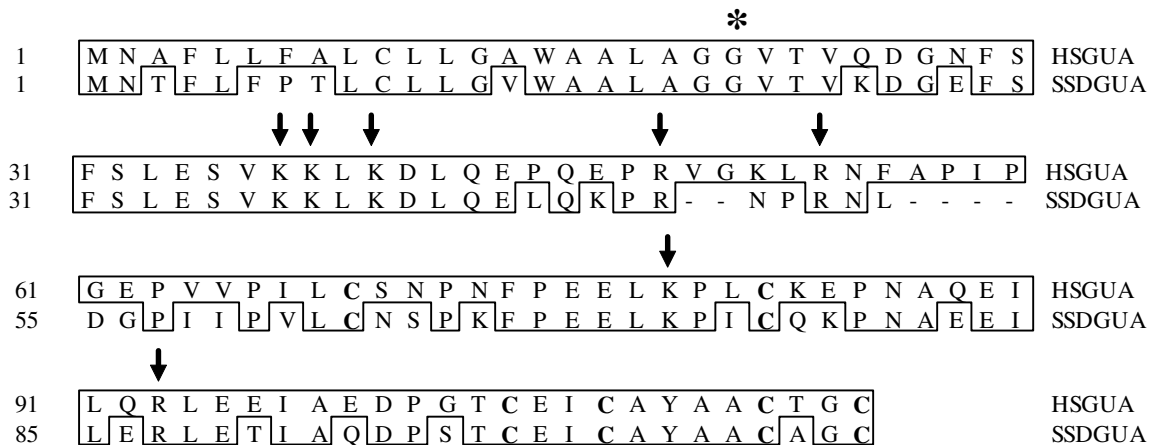 *
1 M N A F L L F A L C L L G A W A A L A G G V T V Q D G N F S HSGUA
1 M N T F L F P T L C L L G V W A A L A G G V T V K D G E F S SSDGUA
31 F S L E S V K K L K D L Q E P Q E P R V G K L R N F A P I P HSGUA
31 F S L E S V K K L K D L Q E L Q K P R - - N P R N L - - - - SSDGUA
61 G E P V V P I L C S N P N F P E E L K P L C K E P N A Q E I HSGUA
55 D G P I I P V L C N S P K F P E E L K P I C Q K P N A E E I SSDGUA
91 L Q R L E E I A E D P G T C E I C A Y A A C T G C HSGUA
85 L E R L E T I A Q D P S T C E I C A Y A A C A G C SSDGUA